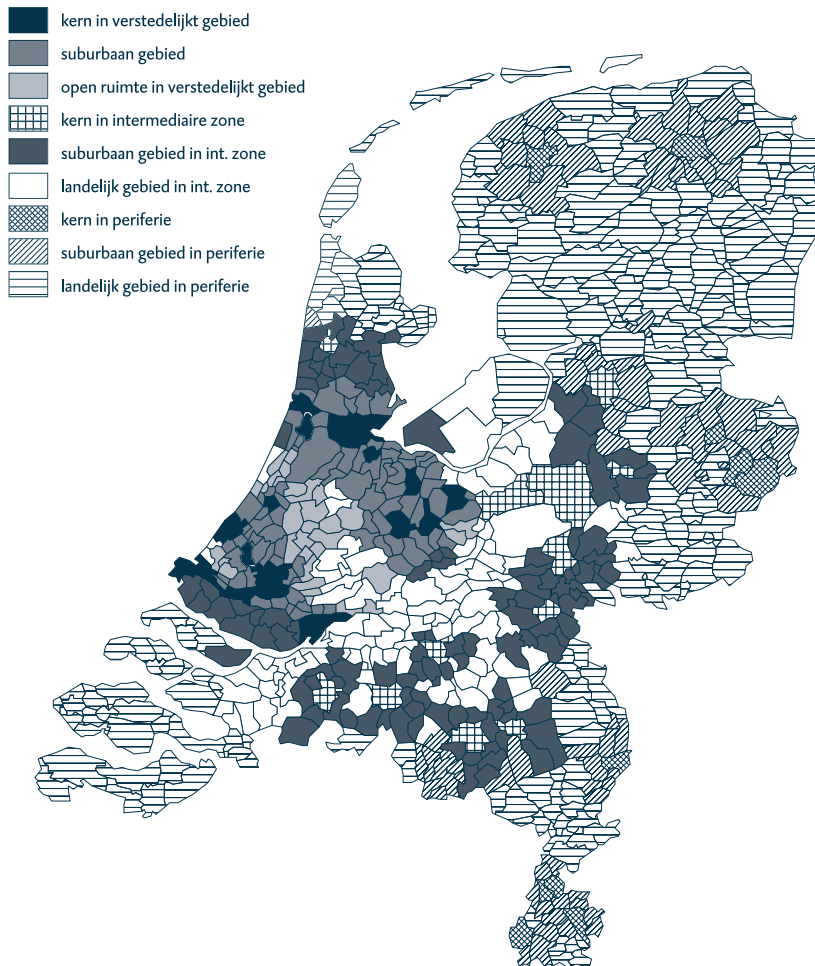 kern in verstedelijkt gebied
suburbaan gebied
open ruimte in verstedelijkt gebied
kern in intermediaire zone
suburbaan gebied in int. zone
landelijk gebied in int. zone
kern in periferie
suburbaan gebied in periferie
landelijk gebied in periferie